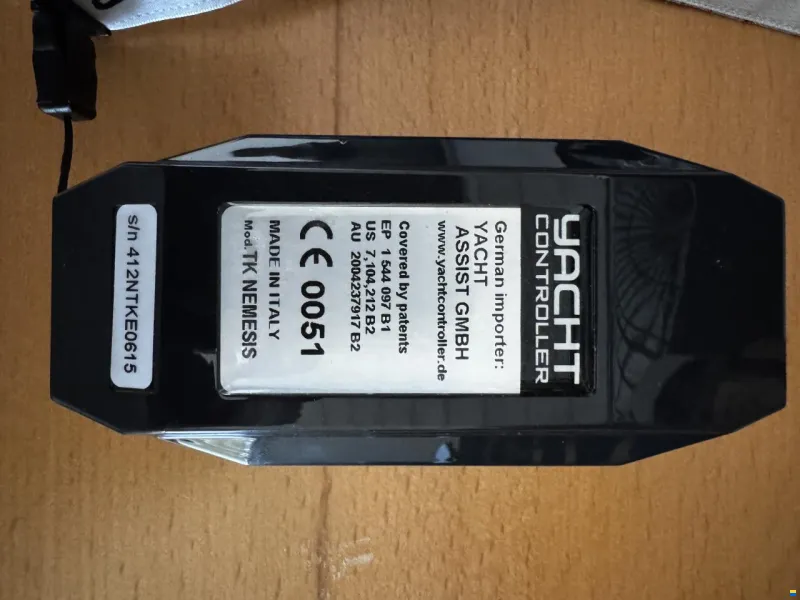 YACHT
CONTROLLER
German importer:
YACHT
ASSIST GMBH
www.yachtcontroller.de
Covered by patents
EP 1 544 097 B1
US 7,104,212 B2
AU 2004237917 B2
CE 0051
MADE IN ITALY
Mod.TK NEMESIS
s/n 412NTKE0615